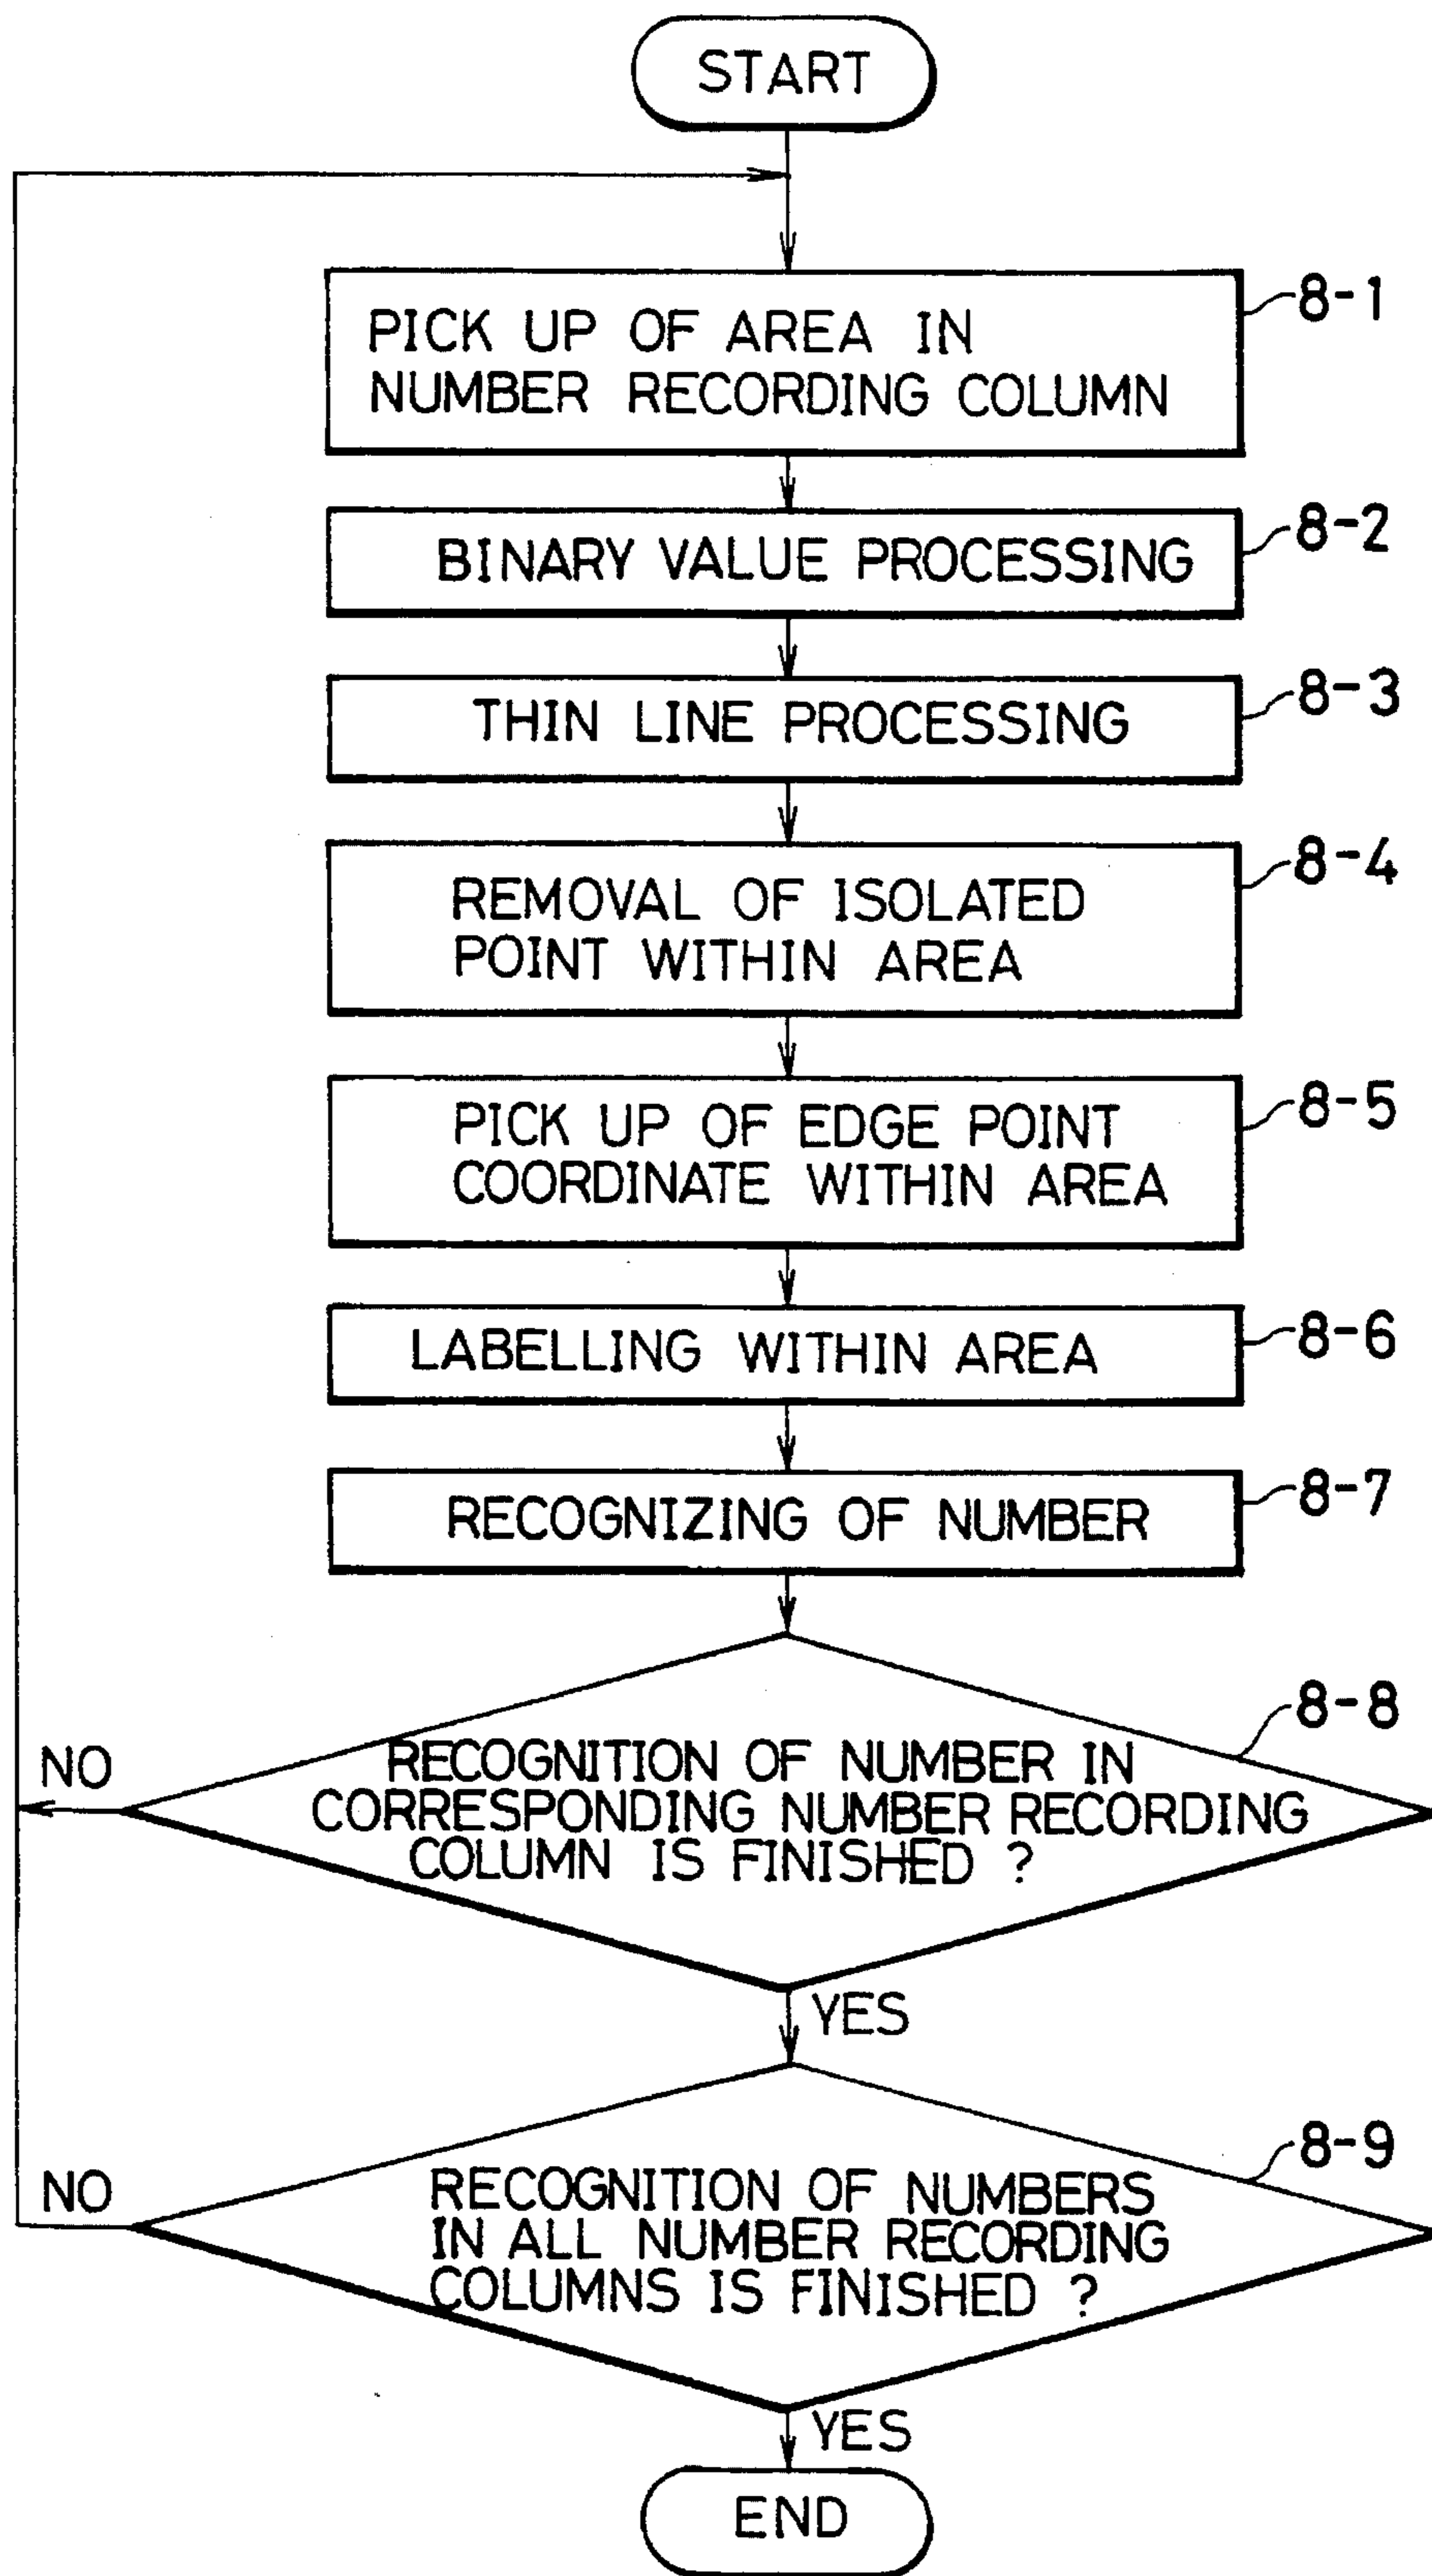 START
PICK UP OF AREA IN
NUMBER RECORDING COLUMN
8-1
BINARY VALUE PROCESSING
8-2
THIN LINE PROCESSING
8-3
REMOVAL OF ISOLATED
POINT WITHIN AREA
8-4
PICK UP OF EDGE POINT
COORDINATE WITHIN AREA
8-5
LABELLING WITHIN AREA
8-6
RECOGNIZING OF NUMBER
8-7
RECOGNITION OF NUMBER IN
CORRESPONDING NUMBER RECORDING
COLUMN IS FINISHED ?
8-8
NO
YES
RECOGNITION OF NUMBERS
IN ALL NUMBER RECORDING
COLUMNS IS FINISHED ?
8-9
NO
YES
END